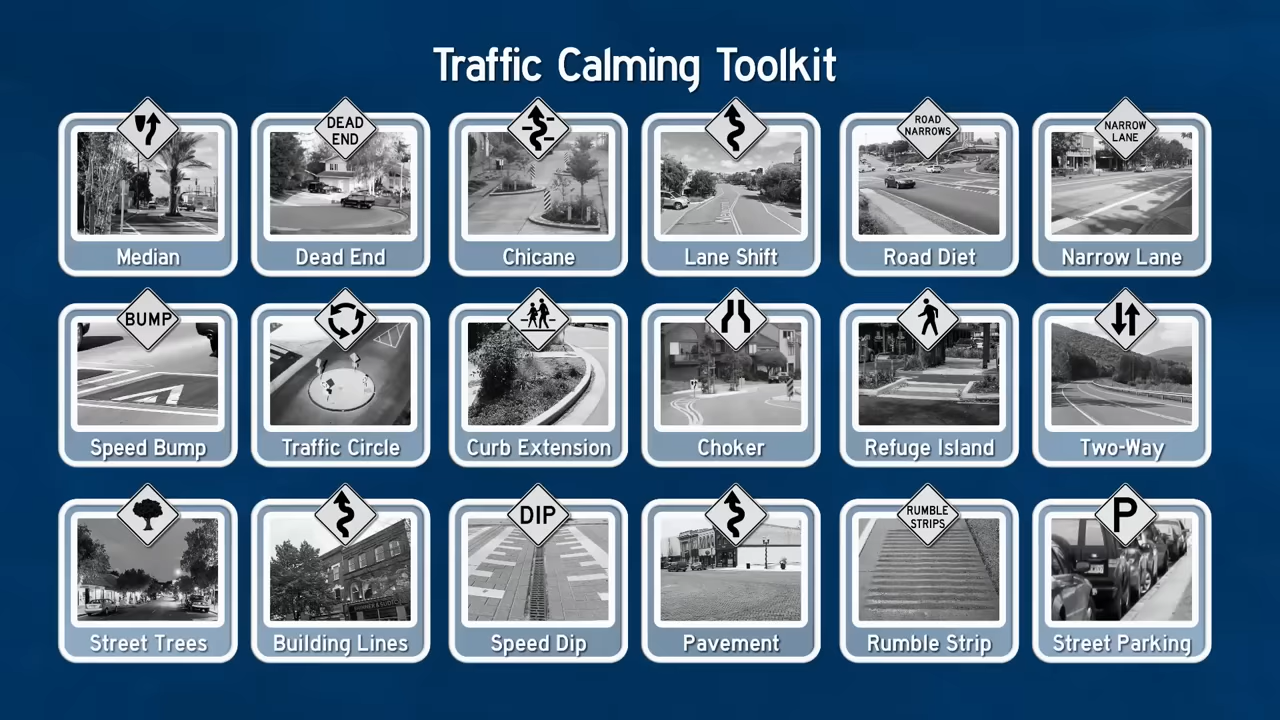 Traffic Calming Toolkit
Median
DEAD
END
Dead End
Chicane
Lane Shift
ROAD
NARROWS
Road Diet
NARROW
LANE
Narrow Lane
BUMP
Speed Bump
Traffic Circle
Curb Extension
Choker
Refuge Island
Two-Way
Street Trees
Building Lines
DIP
Speed Dip
Pavement
RUMBLE
STRIPS
Rumble Strip
P
Street Parking